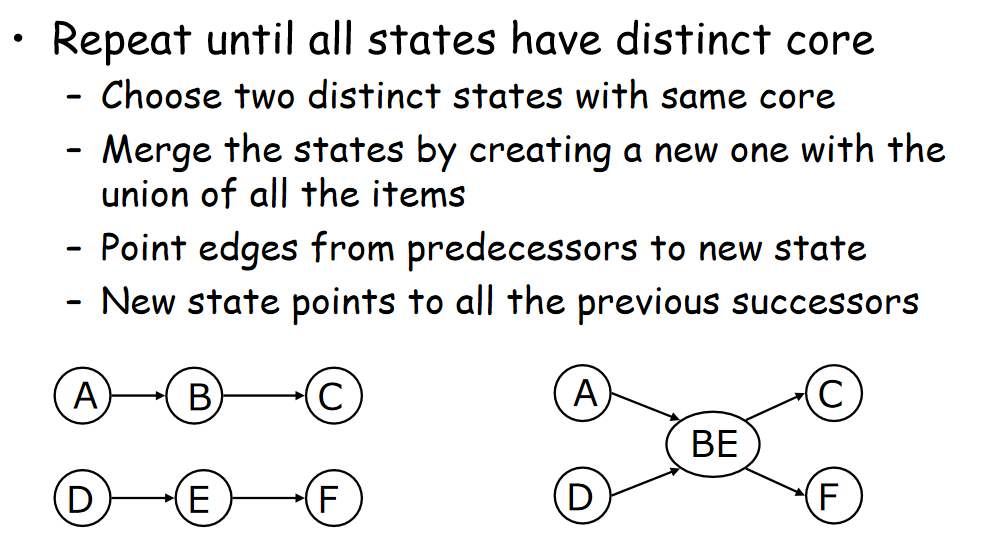 • Repeat until all states have distinct core
– Choose two distinct states with same core
– Merge the states by creating a new one with the
union of all the items
– Point edges from predecessors to new state
– New state points to all the previous successors
A B C
D E F
A C
BE
D F